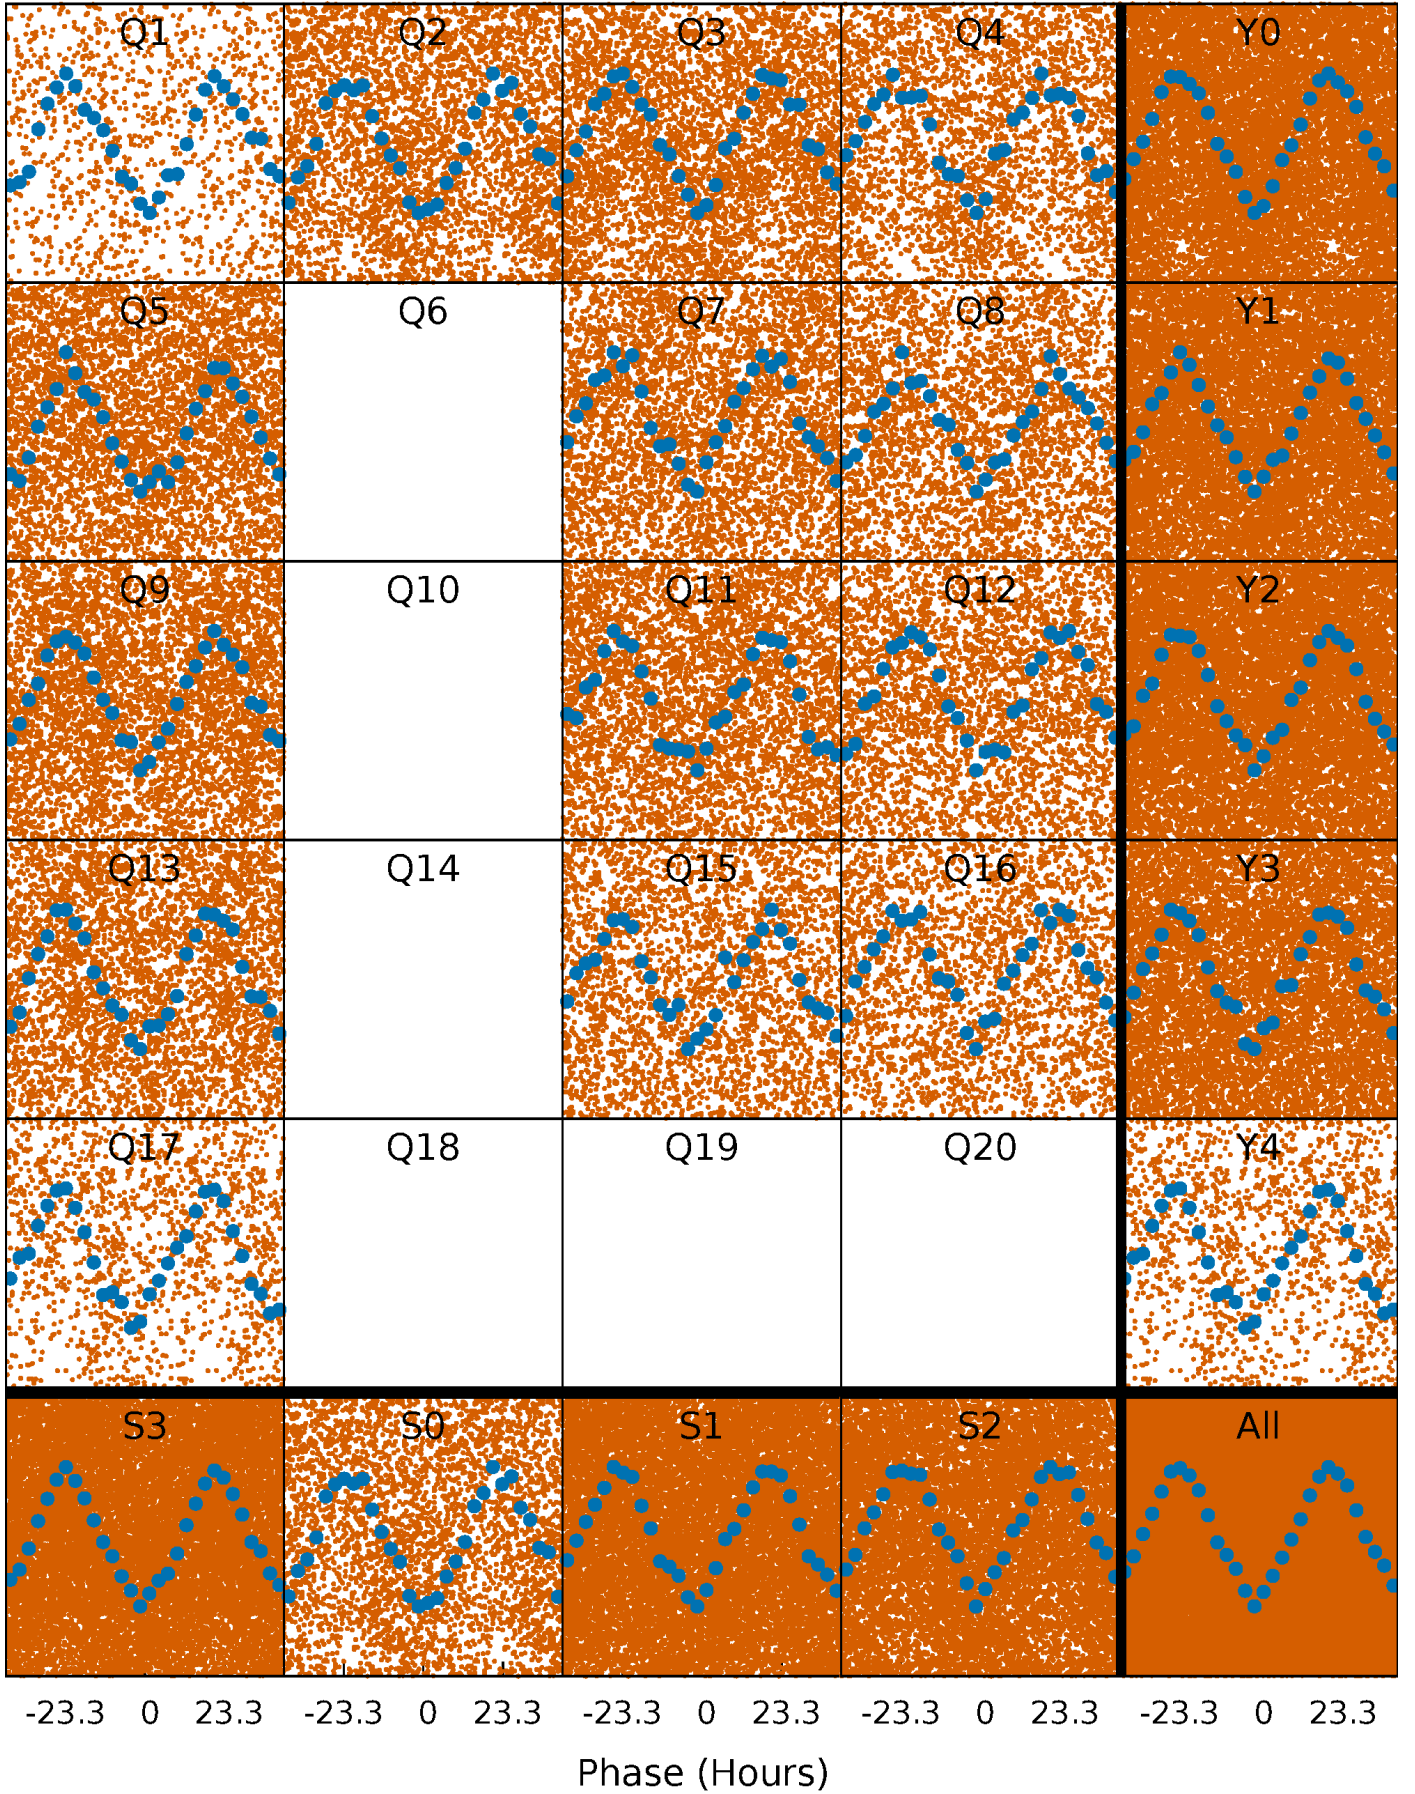 Q1 Q2 Q3 Q4 Y0
Q5 Q6 Q7 Q8 Y1
Q9 Q10 Q11 Q12 Y2
Q13 Q14 Q15 Q16 Y3
Q17 Q18 Q19 Q20 Y4
S3 S0 S1 S2 All
-23.3 0 23.3 -23.3 0 23.3 -23.3 0 23.3 -23.3 0 23.3 -23.3 0 23.3
Phase (Hours)